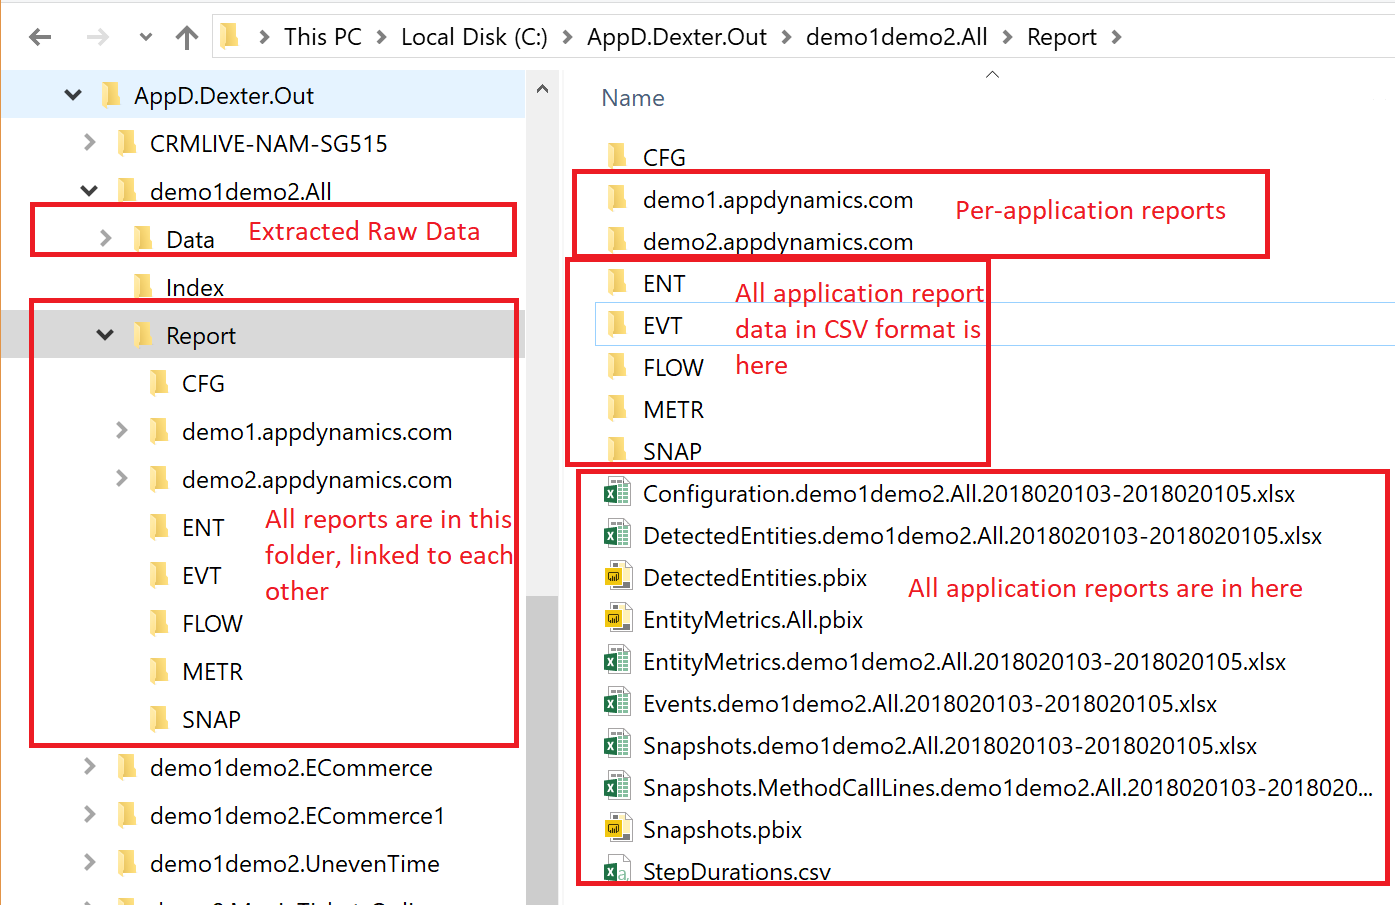 This PC > Local Disk (C:) > AppD.Dexter.Out > demo1demo2.All > Report >
AppD.Dexter.Out
CRMLIVE-NAM-SG515
demo1demo2.All
Data
Extracted Raw Data
Index
Report
CFG
demo1.appdynamics.com
demo2.appdynamics.com
ENT
EVT
FLOW
METR
SNAP
All reports are in this
folder, linked to each
other
demo1demo2.ECommerce
demo1demo2.ECommerce1
demo1demo2.UnevenTime
Name
CFG
demo1.appdynamics.com
demo2.appdynamics.com
Per-application reports
ENT
EVT
FLOW
METR
SNAP
All application report
data in CSV format is
here
Configuration.demo1demo2.All.2018020103-2018020105.xlsx
DetectedEntities.demo1demo2.All.2018020103-2018020105.xlsx
DetectedEntities.pbix
EntityMetrics.All.pbix
EntityMetrics.demo1demo2.All.2018020103-2018020105.xlsx
Events.demo1demo2.All.2018020103-2018020105.xlsx
Snapshots.demo1demo2.All.2018020103-2018020105.xlsx
Snapshots.MethodCallLines.demo1demo2.All.2018020103-2018020...
Snapshots.pbix
StepDurations.csv
All application reports are in here